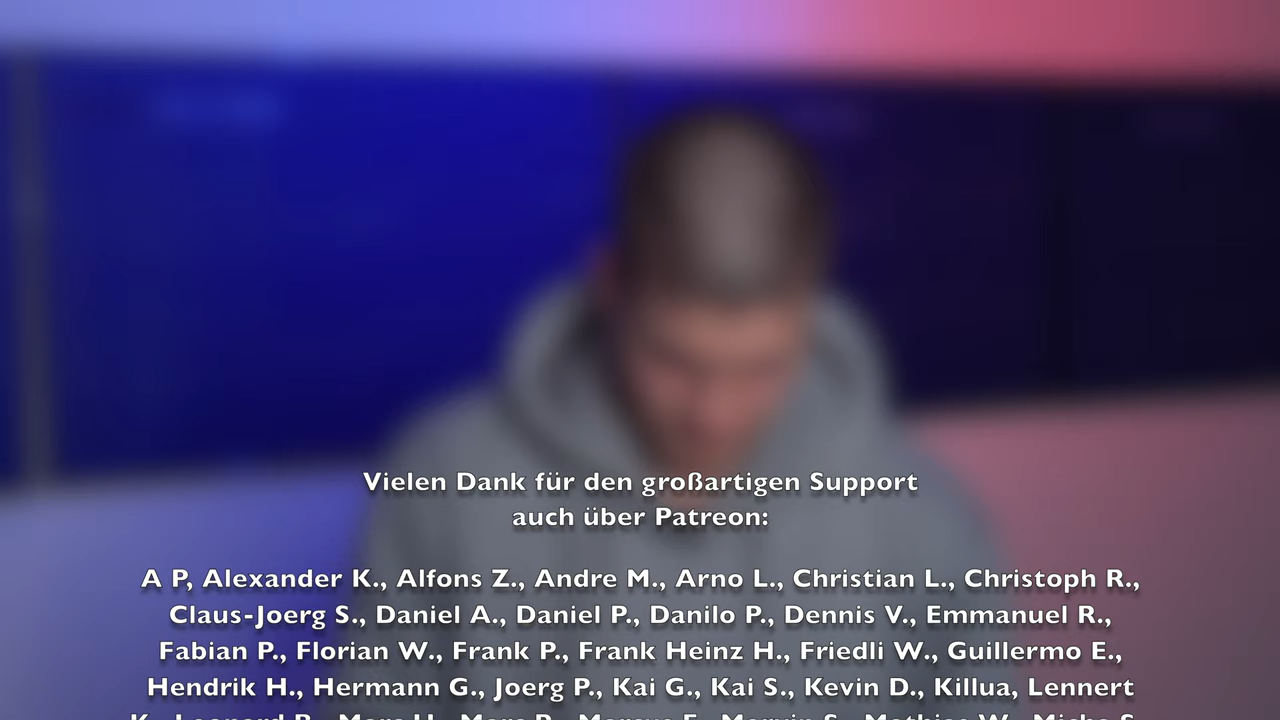 Vielen Dank für den großartigen Support
auch über Patreon:
A P, Alexander K., Alfons Z., Andre M., Arno L., Christian L., Christoph R.,
Claus-Joerg S., Daniel A., Daniel P., Danilo P., Dennis V., Emmanuel R.,
Fabian P., Florian W., Frank P., Frank Heinz H., Friedli W., Guillermo E.,
Hendrik H., Hermann G., Joerg P., Kai G., Kai S., Kevin D., Killua, Lennert